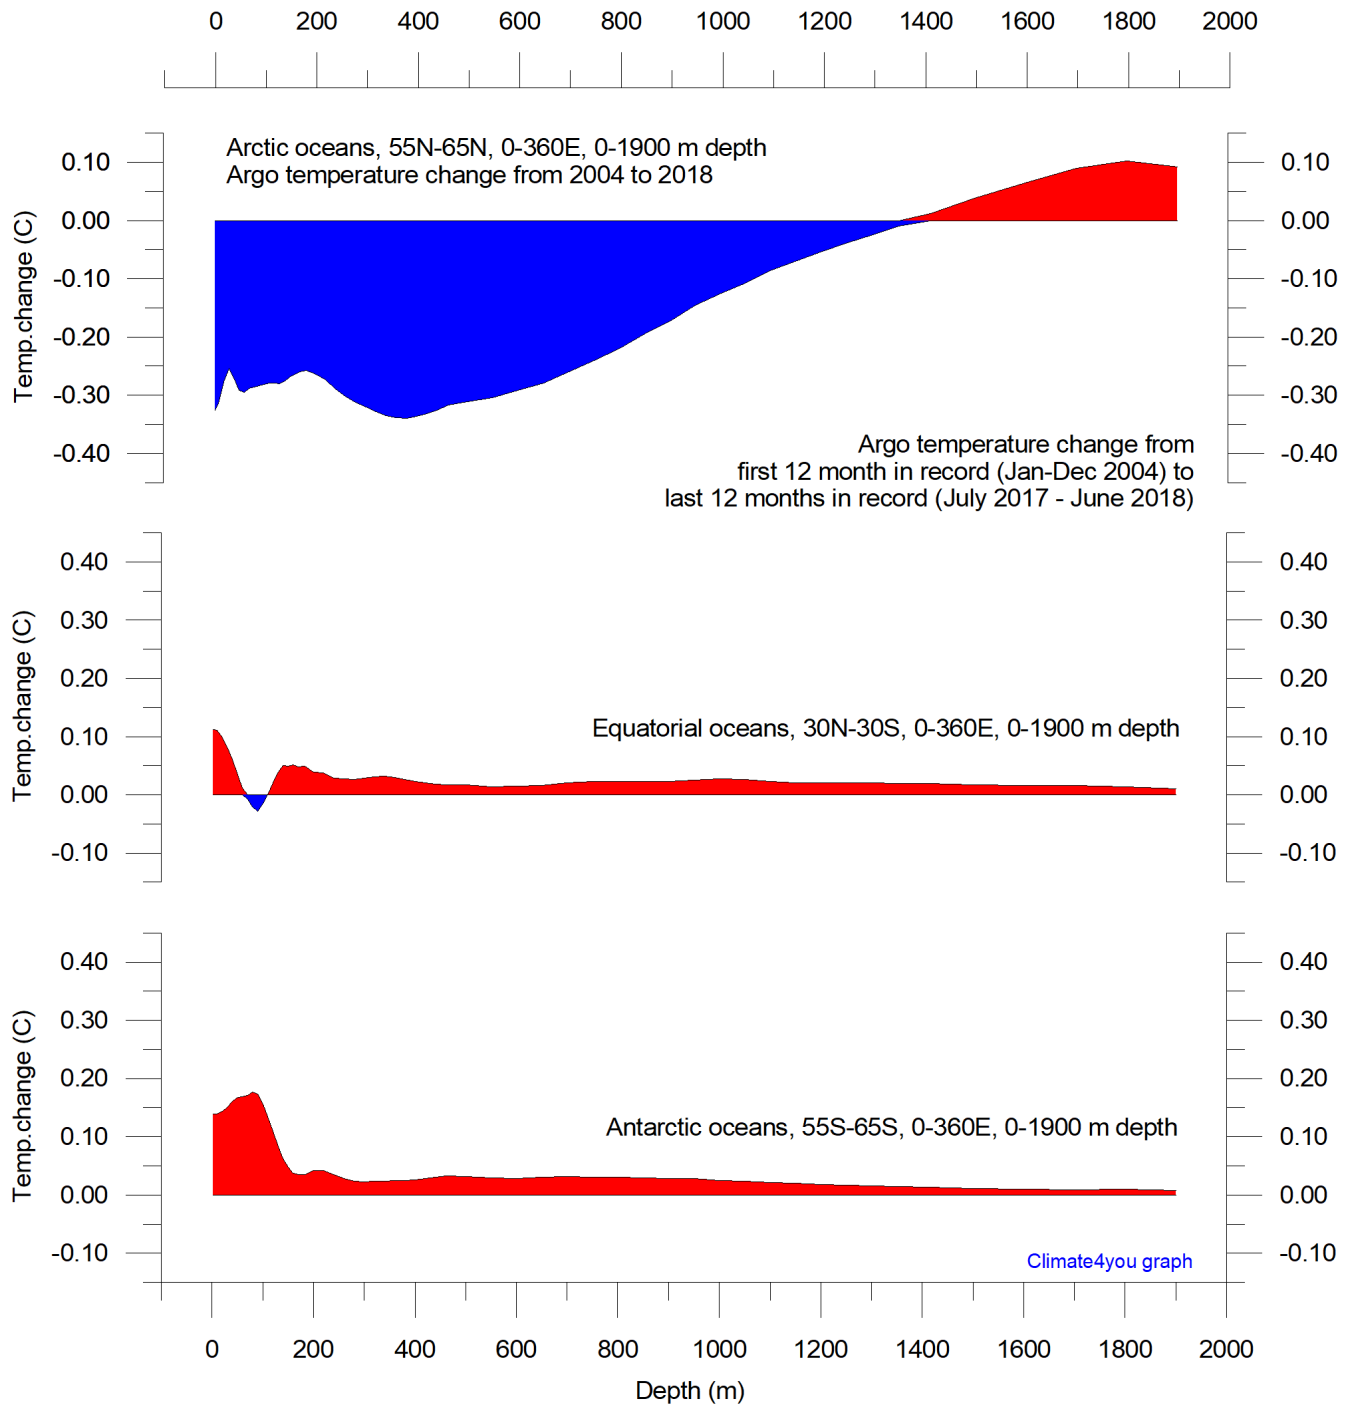 0 200 400 600 800 1000 1200 1400 1600 1800 2000
Arctic oceans, 55N-65N, 0-360E, 0-1900 m depth
Argo temperature change from 2004 to 2018
Temp.change (C)
0.10 0.10
0.00 0.00
-0.10 -0.10
-0.20 -0.20
-0.30 -0.30
-0.40 -0.40
Argo temperature change from
first 12 month in record (Jan-Dec 2004) to
last 12 months in record (July 2017 - June 2018)
Temp.change (C)
0.40 0.40
0.30 0.30
0.20 0.20
0.10 0.10
0.00 0.00
-0.10 -0.10
Equatorial oceans, 30N-30S, 0-360E, 0-1900 m depth
Temp.change (C)
0.40 0.40
0.30 0.30
0.20 0.20
0.10 0.10
0.00 0.00
-0.10 -0.10
Antarctic oceans, 55S-65S, 0-360E, 0-1900 m depth
Climate4you graph
0 200 400 600 800 1000 1200 1400 1600 1800 2000
Depth (m)